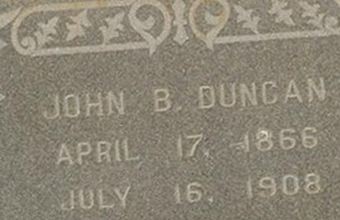 JOHN B. DUNCAN
APRIL 17, 1866
JULY 16, 1908